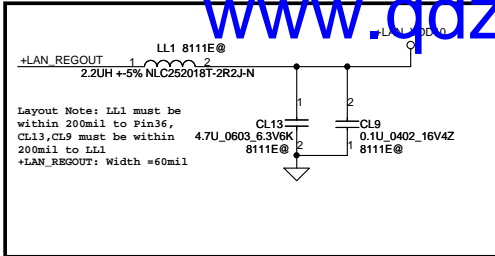 www.qdz
LL1 8111E@
+LAN_REGOUT
1
2
2.2UH +-5% NLC252018T-2R2J-N
Layout Note: LL1 must be
within 200mil to Pin36,
CL13,CL9 must be within
200mil to LL1
+LAN_REGOUT: Width =60mil
1
2
CL13
4.7U_0603_6.3V6K
8111E@
2
CL9
0.1U_0402_16V4Z
8111E@
1